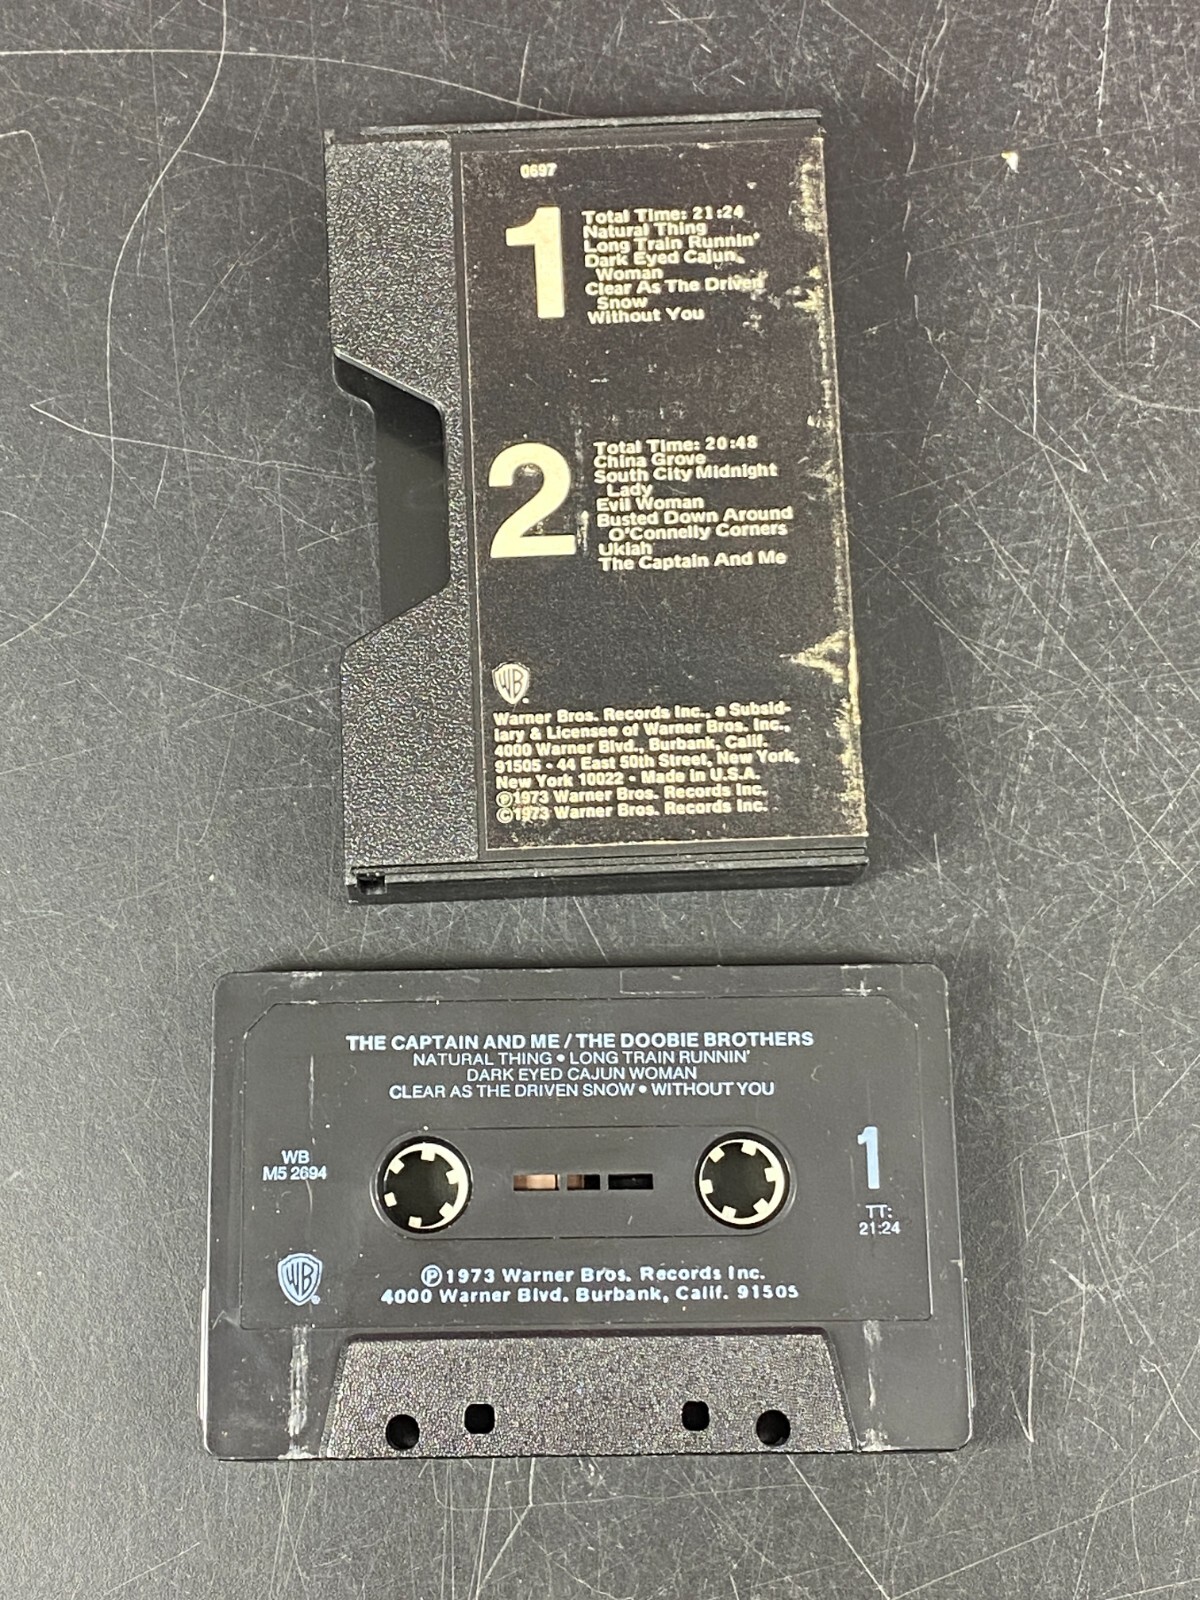 0697
1
Total Time: 21:24
Natural Thing
Long Train Runnin'
Dark Eyed Cajun
Woman
Clear As The Driven
Snow
Without You
2
Total Time: 20:48
China Grove
South City Midnight
Lady
Evil Woman
Busted Down Around
O'Connelly Corners
Ukiah
The Captain And Me
WB
Warner Bros. Records Inc., a Subsid-
iary & Licensee of Warner Bros. Inc.,
4000 Warner Blvd., Burbank, Calif.
91505 • 44 East 50th Street, New York,
New York 10022 • Made in U.S.A.
℗1973 Warner Bros. Records Inc.
©1973 Warner Bros. Records Inc.
THE CAPTAIN AND ME / THE DOOBIE BROTHERS
NATURAL THING • LONG TRAIN RUNNIN'
DARK EYED CAJUN WOMAN
CLEAR AS THE DRIVEN SNOW • WITHOUT YOU
WB
M5 2694
1
TT:
21:24
WB
℗1973 Warner Bros. Records Inc.
4000 Warner Blvd. Burbank, Calif. 91505